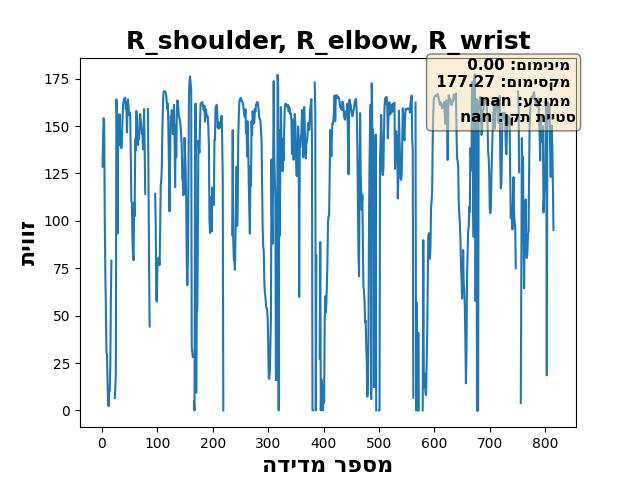 R_shoulder, R_elbow, R_wrist
מינימום: 0.00
מקסימום: 177.27
ממוצע: nan
סטיית תקן: nan
זווית
175
150
125
100
75
50
25
0
0 100 200 300 400 500 600 700 800
מספר מדידה